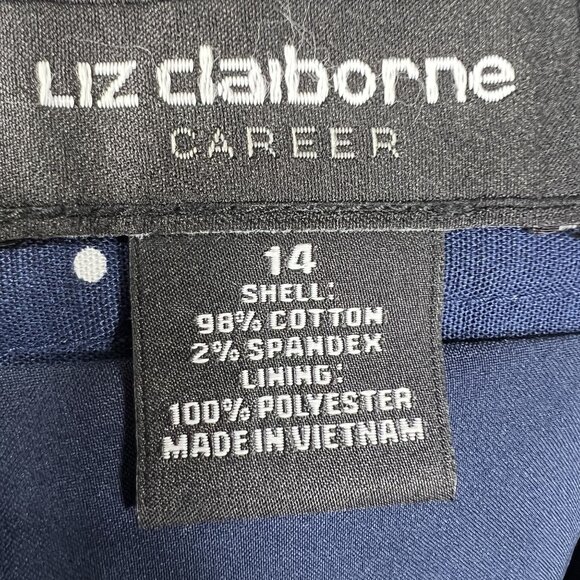 Liz claiborne
CAREER
14
SHELL:
98% COTTON
2% SPANDEX
LINING:
100% POLYESTER
MADE IN VIETNAM